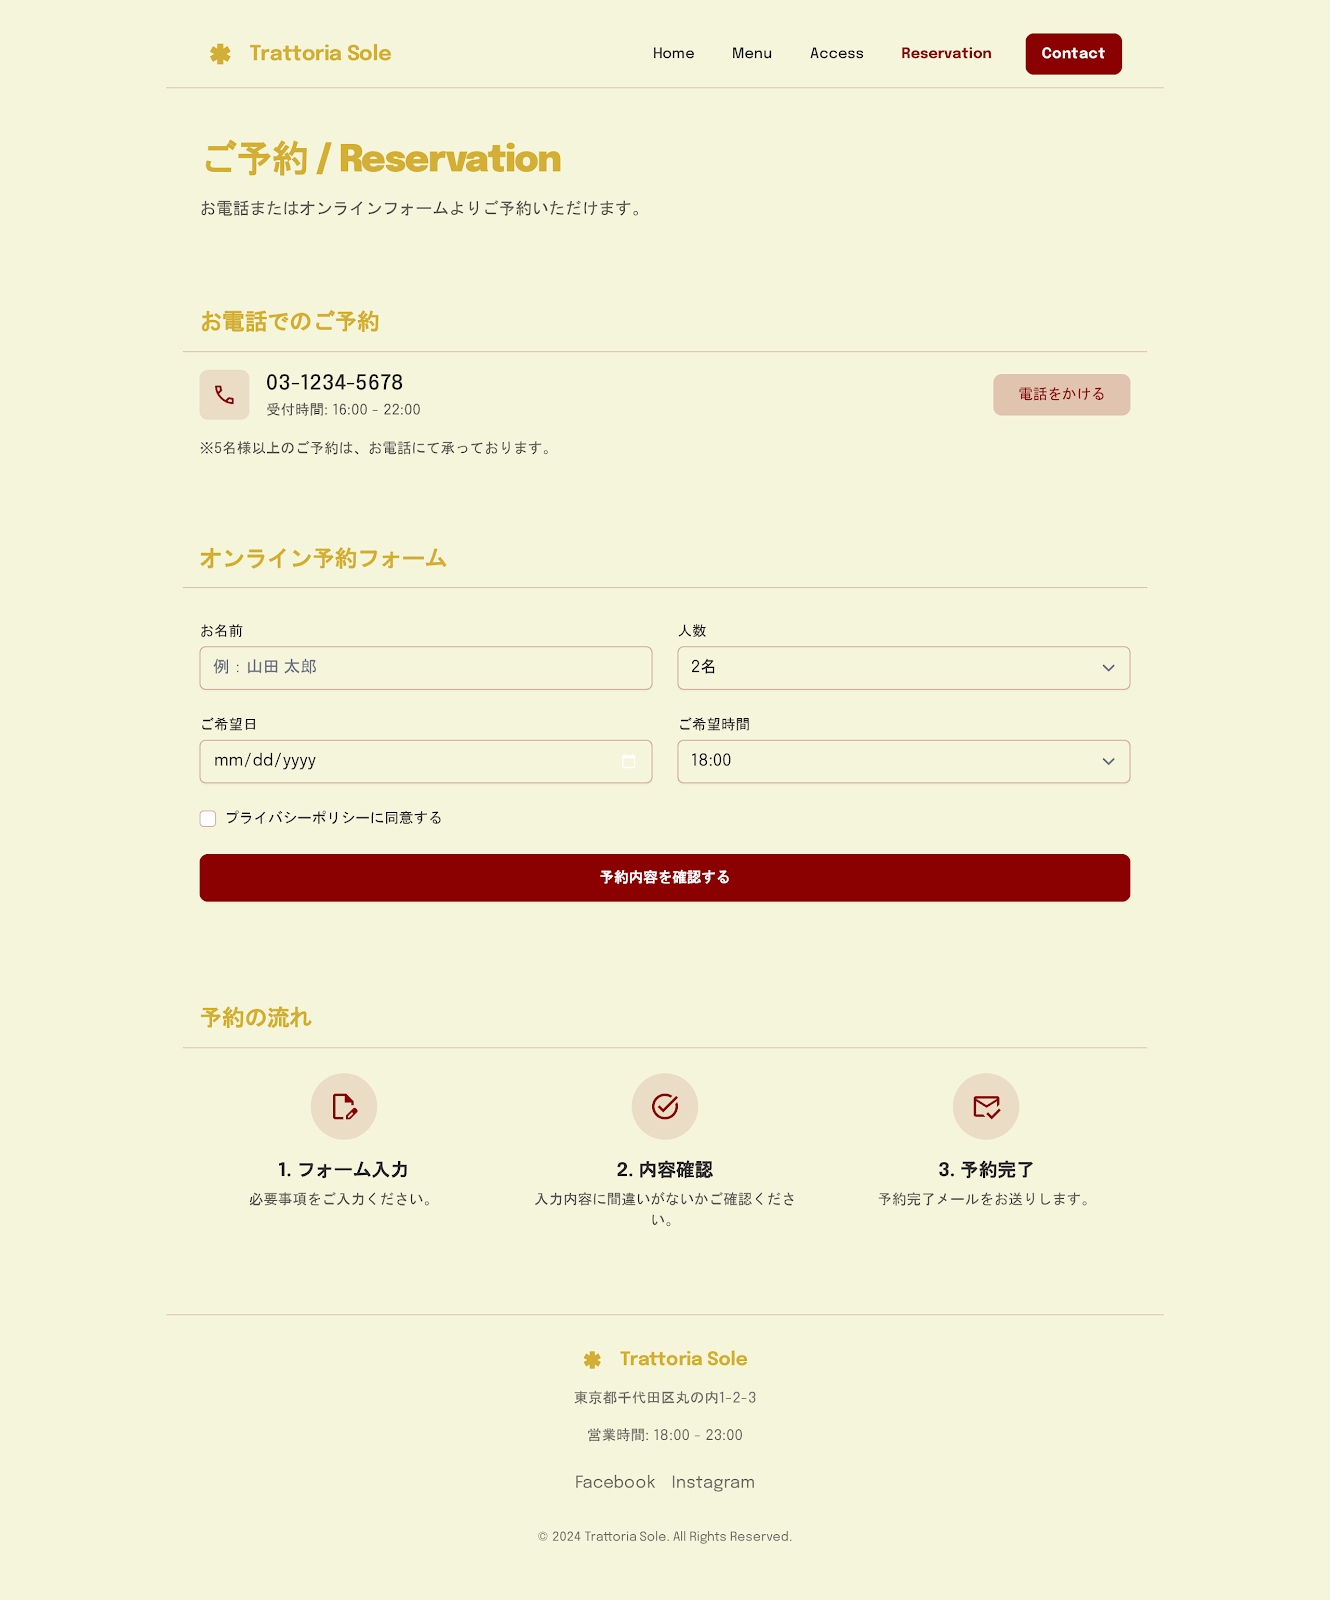 Trattoria Sole
Home Menu Access Reservation Contact
ご予約 / Reservation
お電話またはオンラインフォームよりご予約いただけます。
お電話でのご予約
03-1234-5678
受付時間: 16:00 - 22:00
電話をかける
※5名様以上のご予約は、お電話にて承っております。
オンライン予約フォーム
お名前
例：山田 太郎
人数
2名
ご希望日
mm/dd/yyyy
ご希望時間
18:00
プライバシーポリシーに同意する
予約内容を確認する
予約の流れ
1. フォーム入力
必要事項をご入力ください。
2. 内容確認
入力内容に間違いがないかご確認くださ
い。
3. 予約完了
予約完了メールをお送りします。
Trattoria Sole
東京都千代田区丸の内1-2-3
営業時間: 18:00 - 23:00
Facebook Instagram
© 2024 Trattoria Sole. All Rights Reserved.